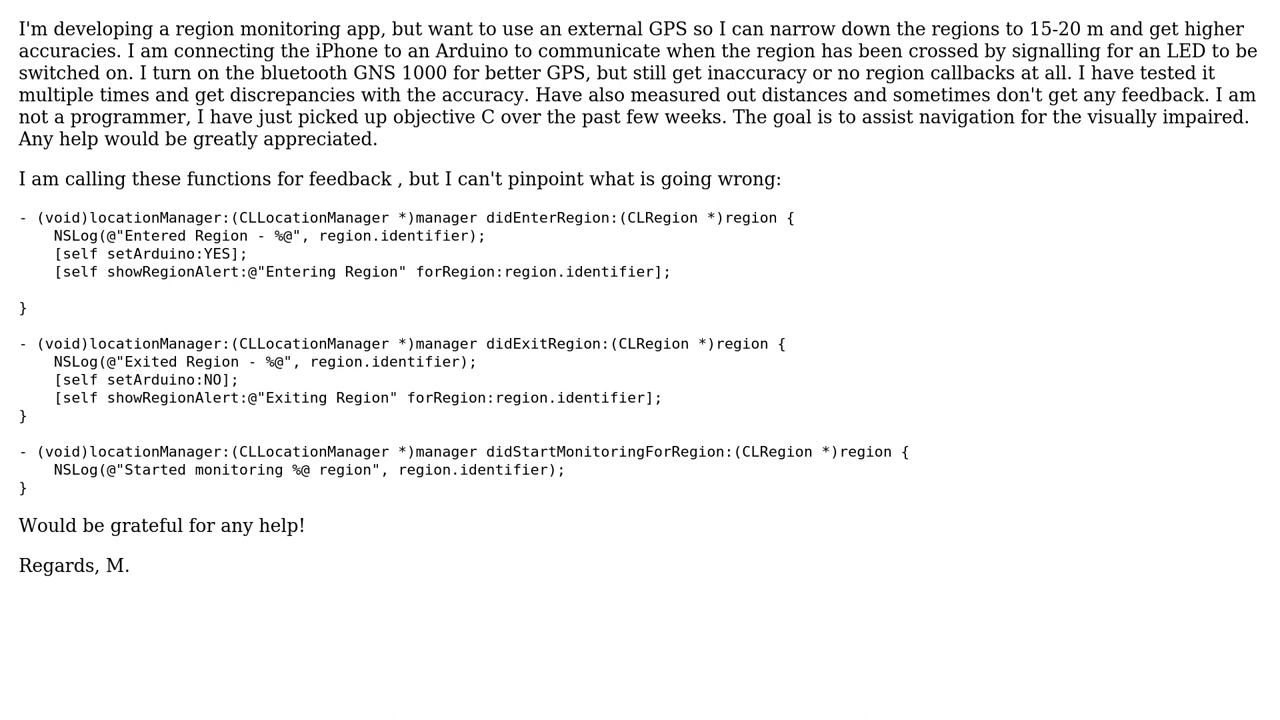 I'm developing a region monitoring app, but want to use an external GPS so I can narrow down the regions to 15-20 m and get higher
accuracies. I am connecting the iPhone to an Arduino to communicate when the region has been crossed by signalling for an LED to be
switched on. I turn on the bluetooth GNS 1000 for better GPS, but still get inaccuracy or no region callbacks at all. I have tested it
multiple times and get discrepancies with the accuracy. Have also measured out distances and sometimes don't get any feedback. I am
not a programmer, I have just picked up objective C over the past few weeks. The goal is to assist navigation for the visually impaired.
Any help would be greatly appreciated.
I am calling these functions for feedback , but I can't pinpoint what is going wrong:
- (void)locationManager:(CLLocationManager *)manager didEnterRegion:(CLRegion *)region {
    NSLog(@"Entered Region - %@", region.identifier);
    [self setArduino:YES];
    [self showRegionAlert:@"Entering Region" forRegion:region.identifier];
}
- (void)locationManager:(CLLocationManager *)manager didExitRegion:(CLRegion *)region {
    NSLog(@"Exited Region - %@", region.identifier);
    [self setArduino:NO];
    [self showRegionAlert:@"Exiting Region" forRegion:region.identifier];
}
- (void)locationManager:(CLLocationManager *)manager didStartMonitoringForRegion:(CLRegion *)region {
    NSLog(@"Started monitoring %@ region", region.identifier);
}
Would be grateful for any help!
Regards, M.